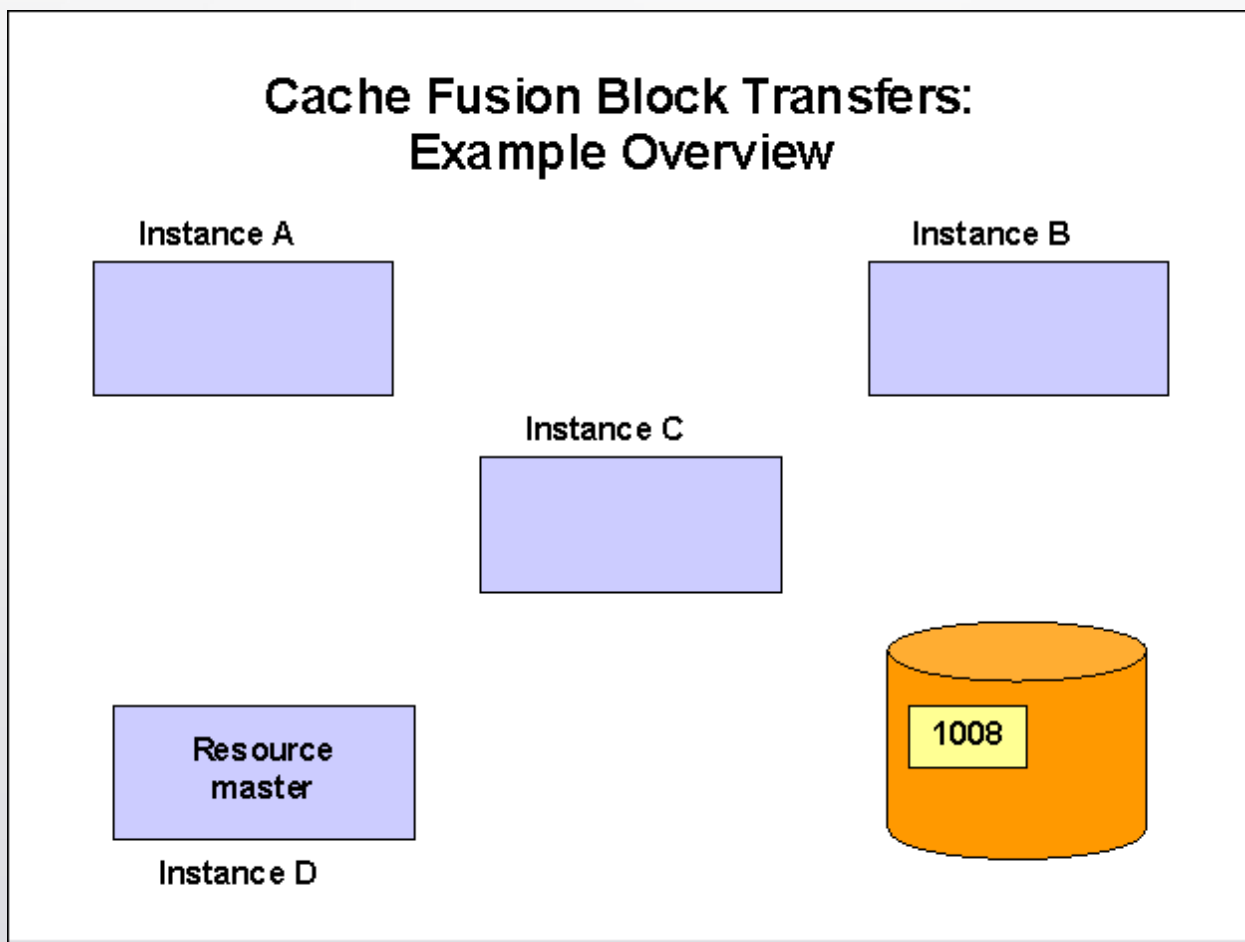 Cache Fusion Block Transfers:
Example Overview
Instance A
Instance B
Instance C
Resource
master
1008
Instance D